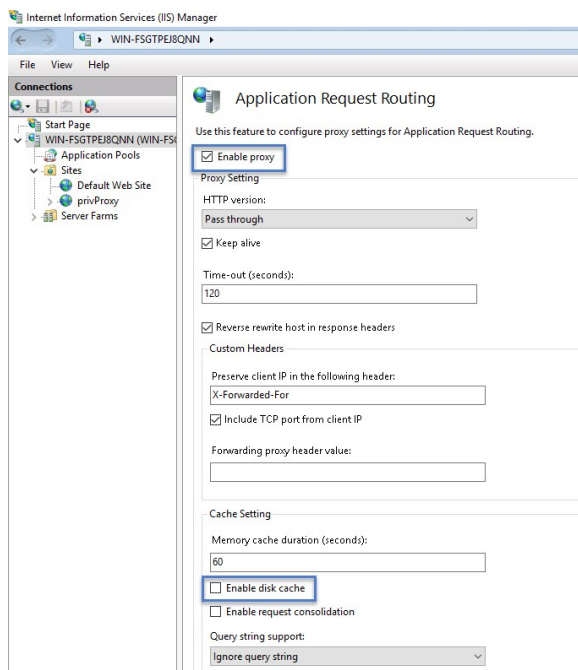 Internet Information Services (IIS) Manager
WIN-FSGTPEJ8QNN
File View Help
Connections
Start Page
WIN-FSGTPEJ8QNN (WIN-FSG
Application Pools
Sites
Default Web Site
privProxy
Server Farms
Application Request Routing
Use this feature to configure proxy settings for Application Request Routing.
Enable proxy
Proxy Setting
HTTP version:
Pass through
Keep alive
Time-out (seconds):
120
Reverse rewrite host in response headers
Custom Headers
Preserve client IP in the following header:
X-Forwarded-For
Include TCP port from client IP
Forwarding proxy header value:
Cache Setting
Memory cache duration (seconds):
60
Enable disk cache
Enable request consolidation
Query string support:
Ignore query string